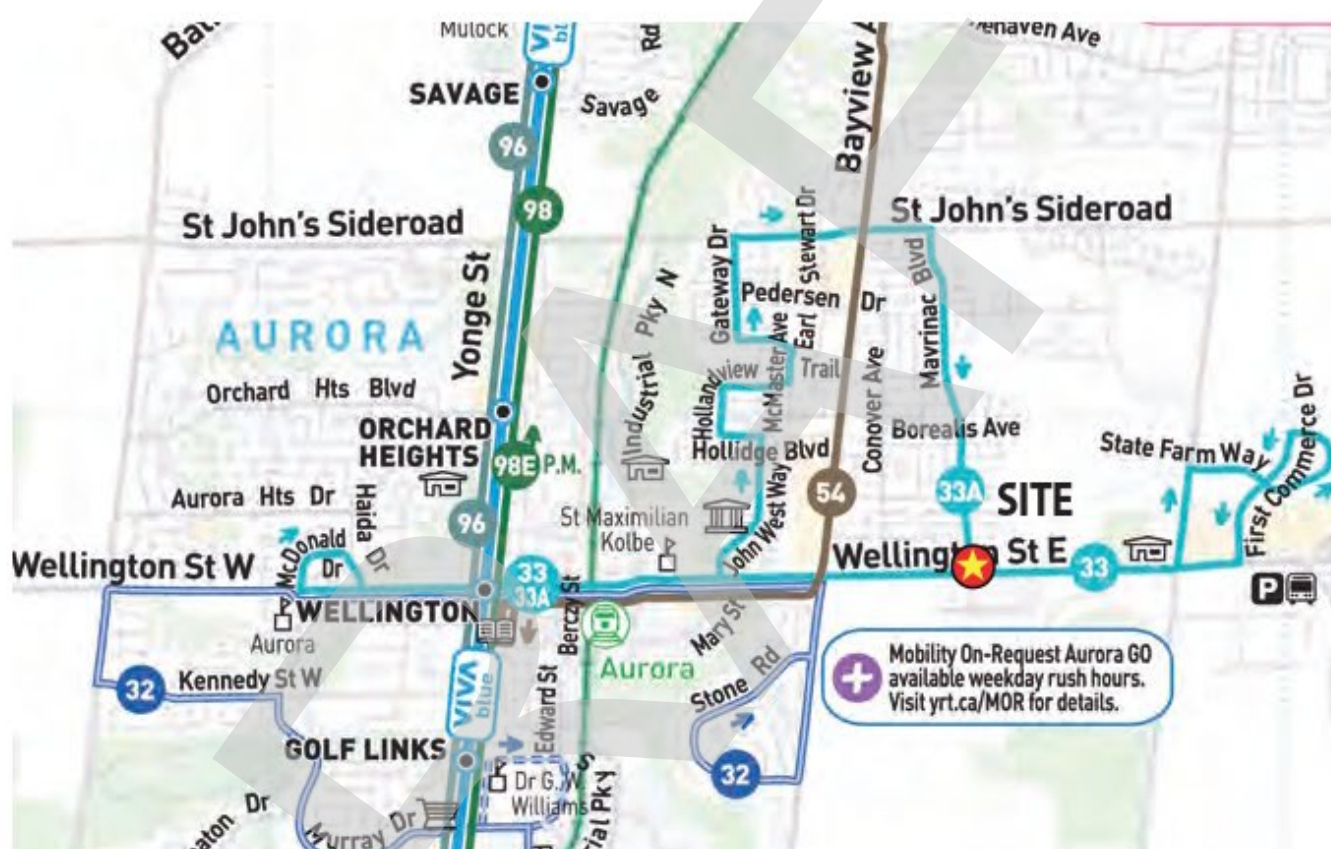 Mulock
VIVA
blue
Rd
Bayview
SAVAGE
Savage
96
98
St John's Sideroad
St John's Sideroad
Yonge St
Gateway Dr
Stewart Dr
Earl
Pedersen Dr
Mavrinac Blvd
AURORA
Industrial Pky N
McMaster Ave
Hollandview Trail
Conover Ave
Orchard Hts Blvd
ORCHARD
HEIGHTS
98E P.M.
Hollidge Blvd
Borealis Ave
State Farm Way
First Commerce Dr
Aurora Hts Dr
Haida Dr
96
St Maximilian
Kolbe
John West Way
54
33A
SITE
McDonald
Dr
Wellington St W
33
33A
Wellington St E
33
P
WELLINGTON
Aurora
Berczy St
Aurora
Mary St
32
Kennedy St W
VIVA
blue
Edward St
Stone Rd
32
Mobility On-Request Aurora GO
available weekday rush hours.
Visit yrt.ca/MOR for details.
GOLF LINKS
Dr G.W
Williams
Dr
Murray Dr